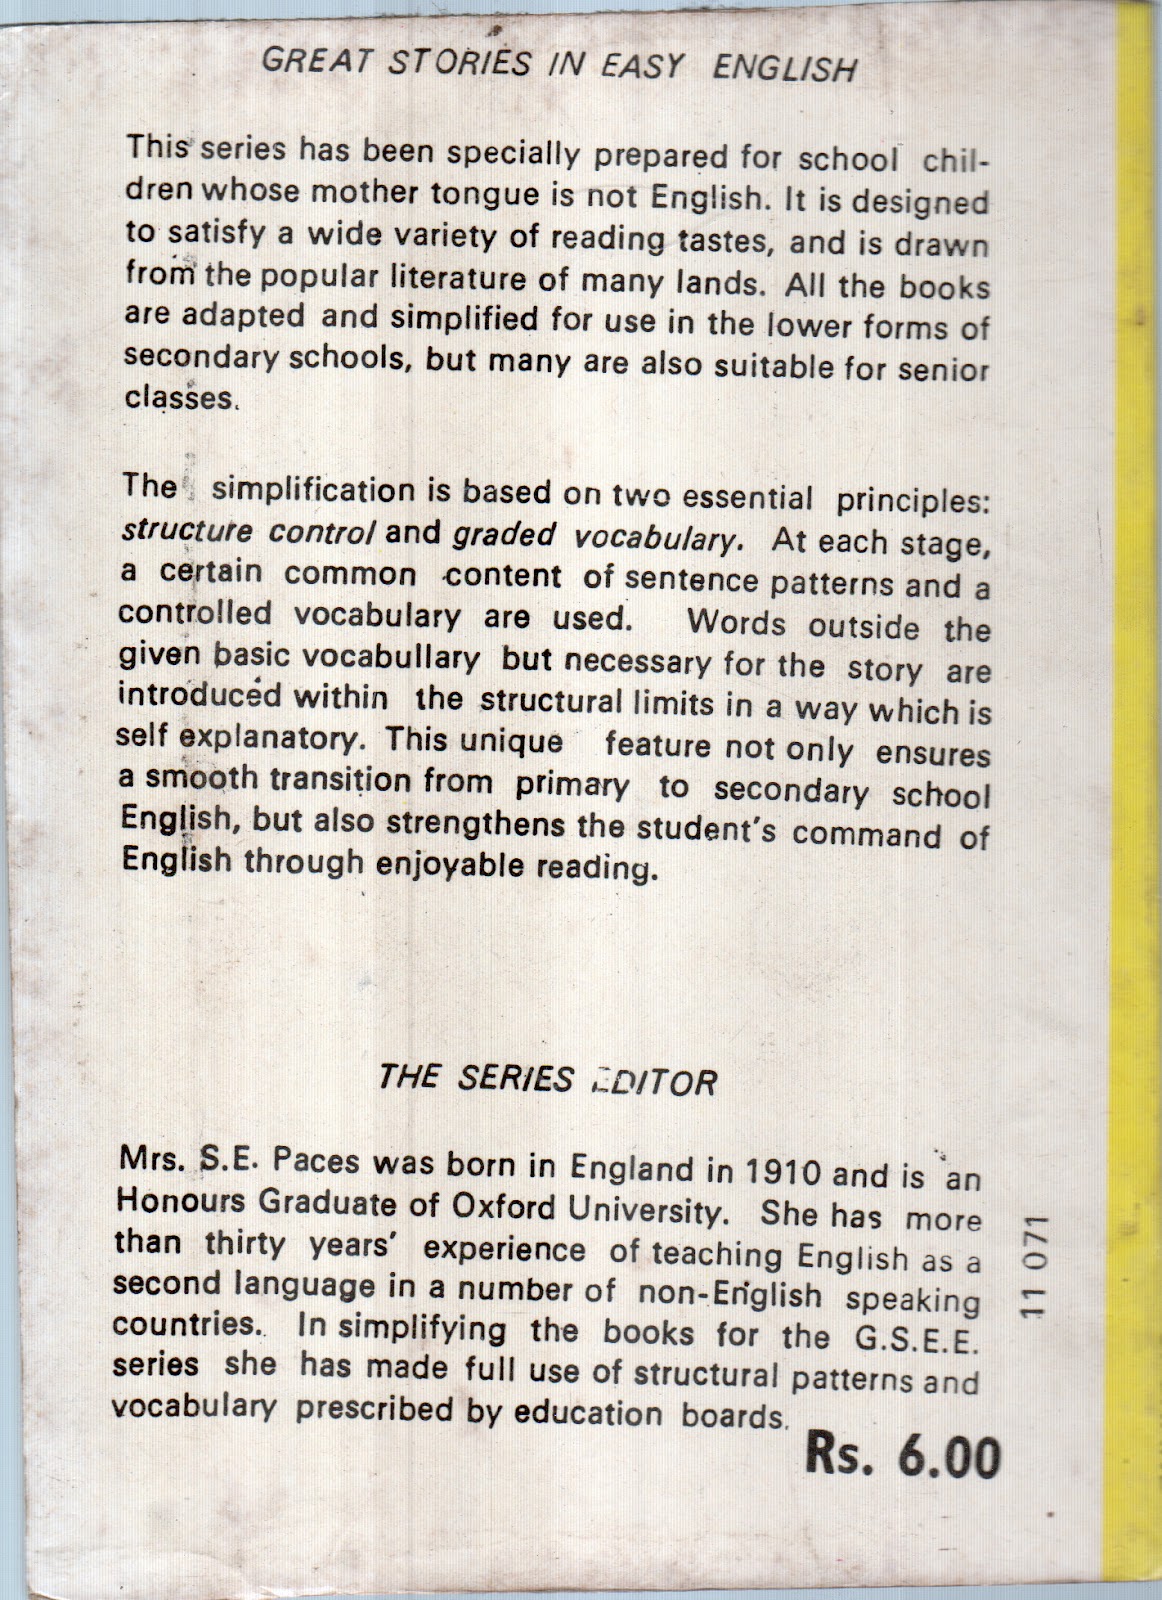 GREAT STORIES IN EASY ENGLISH
This series has been specially prepared for school chil-
dren whose mother tongue is not English. It is designed
to satisfy a wide variety of reading tastes, and is drawn
from the popular literature of many lands. All the books
are adapted and simplified for use in the lower forms of
secondary schools, but many are also suitable for senior
classes.
The simplification is based on two essential principles:
structure control and graded vocabulary. At each stage,
a certain common content of sentence patterns and a
controlled vocabulary are used. Words outside the
given basic vocabullary but necessary for the story are
introduced within the structural limits in a way which is
self explanatory. This unique feature not only ensures
a smooth transition from primary to secondary school
English, but also strengthens the student's command of
English through enjoyable reading.
THE SERIES EDITOR
Mrs. S.E. Paces was born in England in 1910 and is an
Honours Graduate of Oxford University. She has more
than thirty years' experience of teaching English as a
second language in a number of non-English speaking
countries. In simplifying the books for the G.S.E.E.
series she has made full use of structural patterns and
vocabulary prescribed by education boards.
Rs. 6.00
11 071